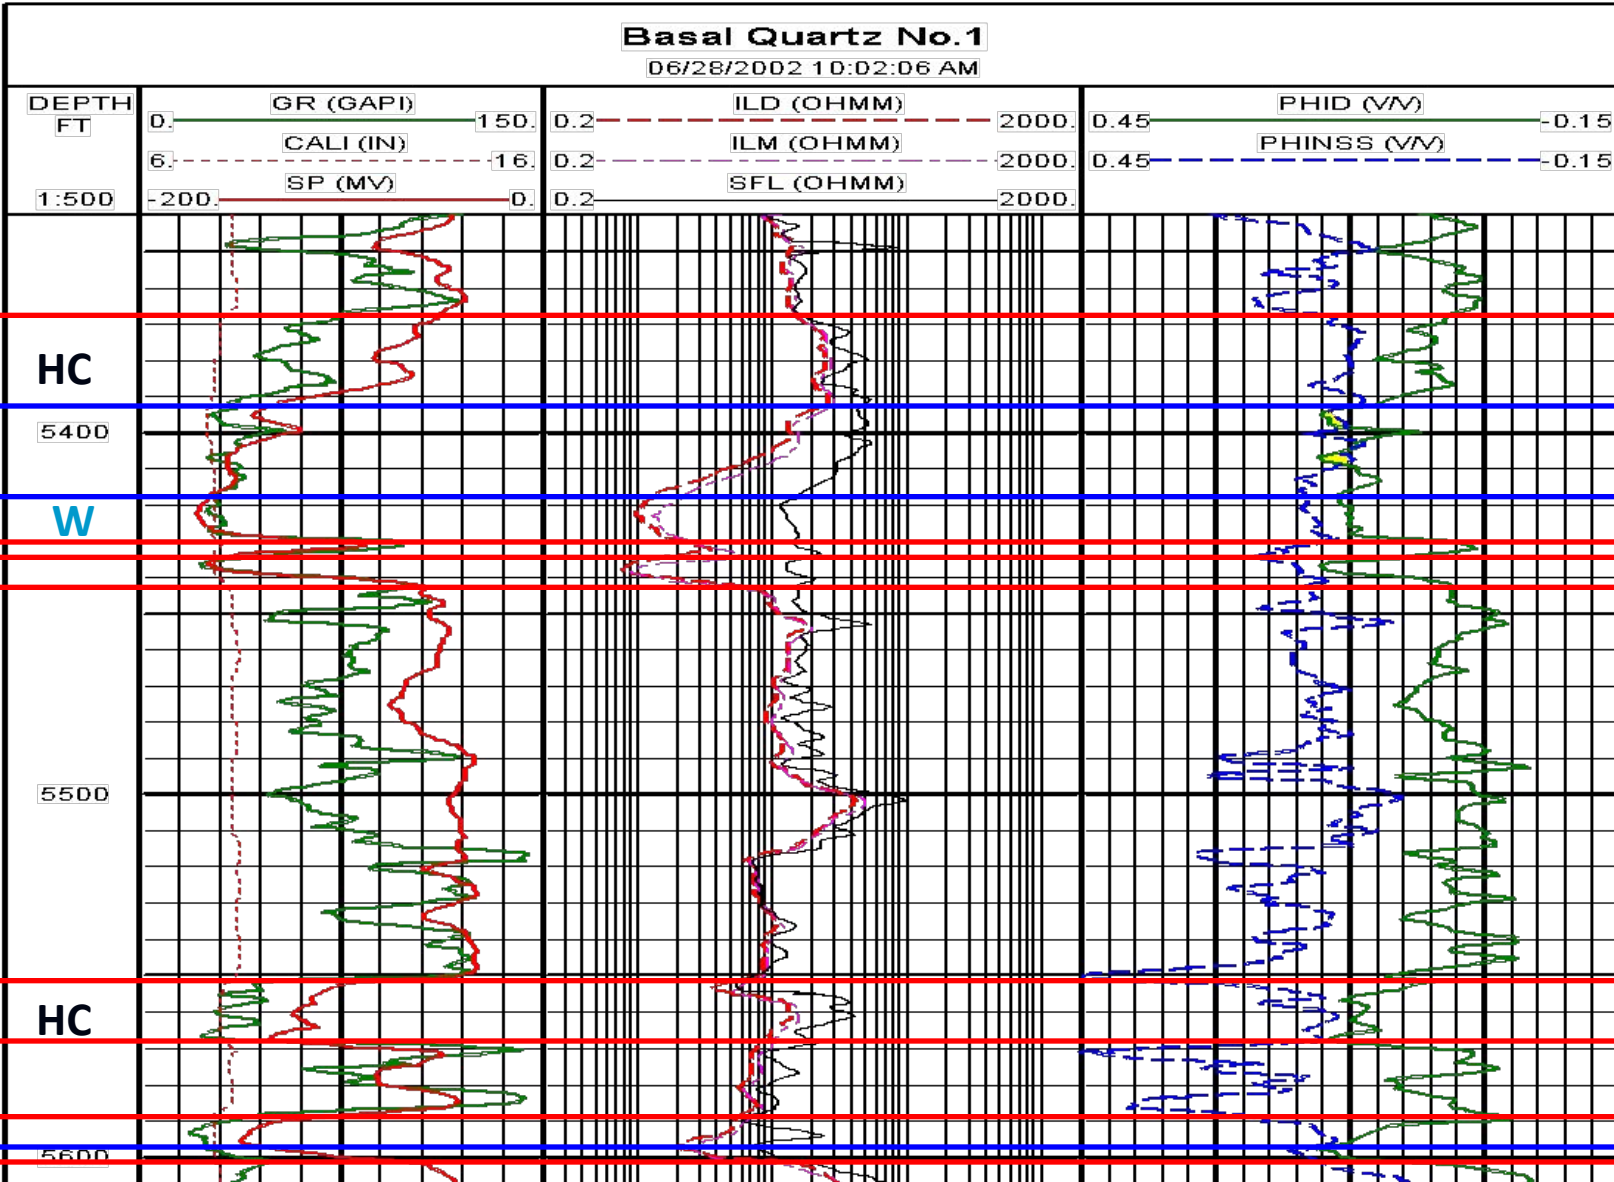 Basal Quartz No.1
06/28/2002 10:02:06 AM
DEPTH
FT
1:500
GR (GAPI)
0. 150.
CALI (IN)
6. 16.
SP (MV)
-200. 0.
ILD (OHMM)
0.2 2000.
ILM (OHMM)
0.2 2000.
SFL (OHMM)
0.2 2000.
PHID (V/V)
0.45 -0.15
PHINSS (V/V)
0.45 -0.15
HC
5400
W
5500
HC
5600